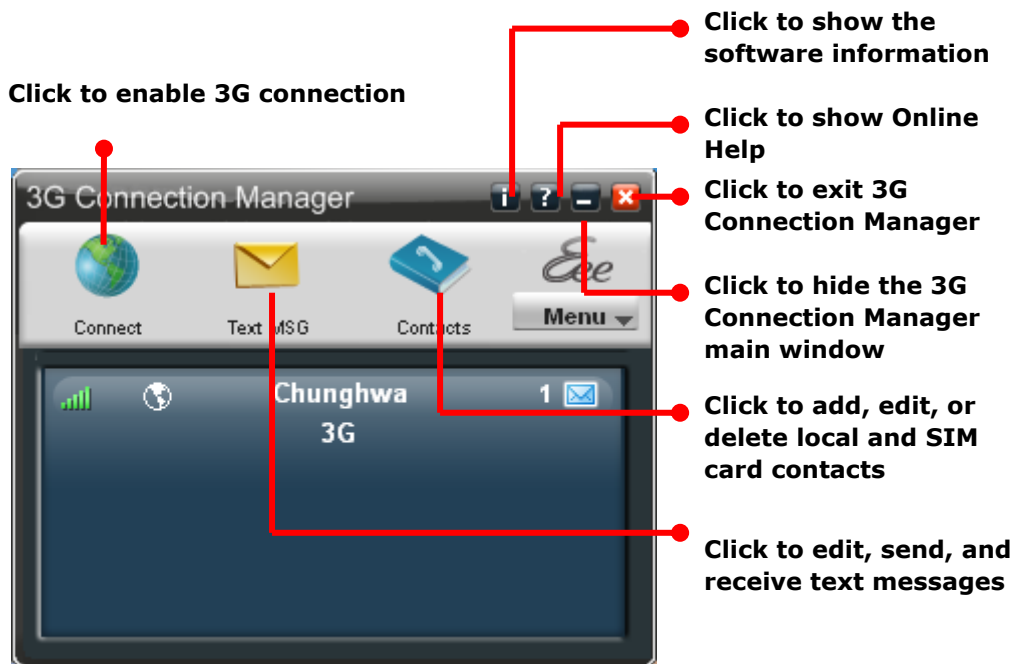 Click to show the
software information
Click to enable 3G connection
Click to show Online
Help
3G Connection Manager
i ?
Click to exit 3G
Connection Manager
Eee
Connect
Text MSG
Contacts
Menu
Click to hide the 3G
Connection Manager
main window
Chunghwa
1
3G
Click to add, edit, or
delete local and SIM
card contacts
Click to edit, send, and
receive text messages